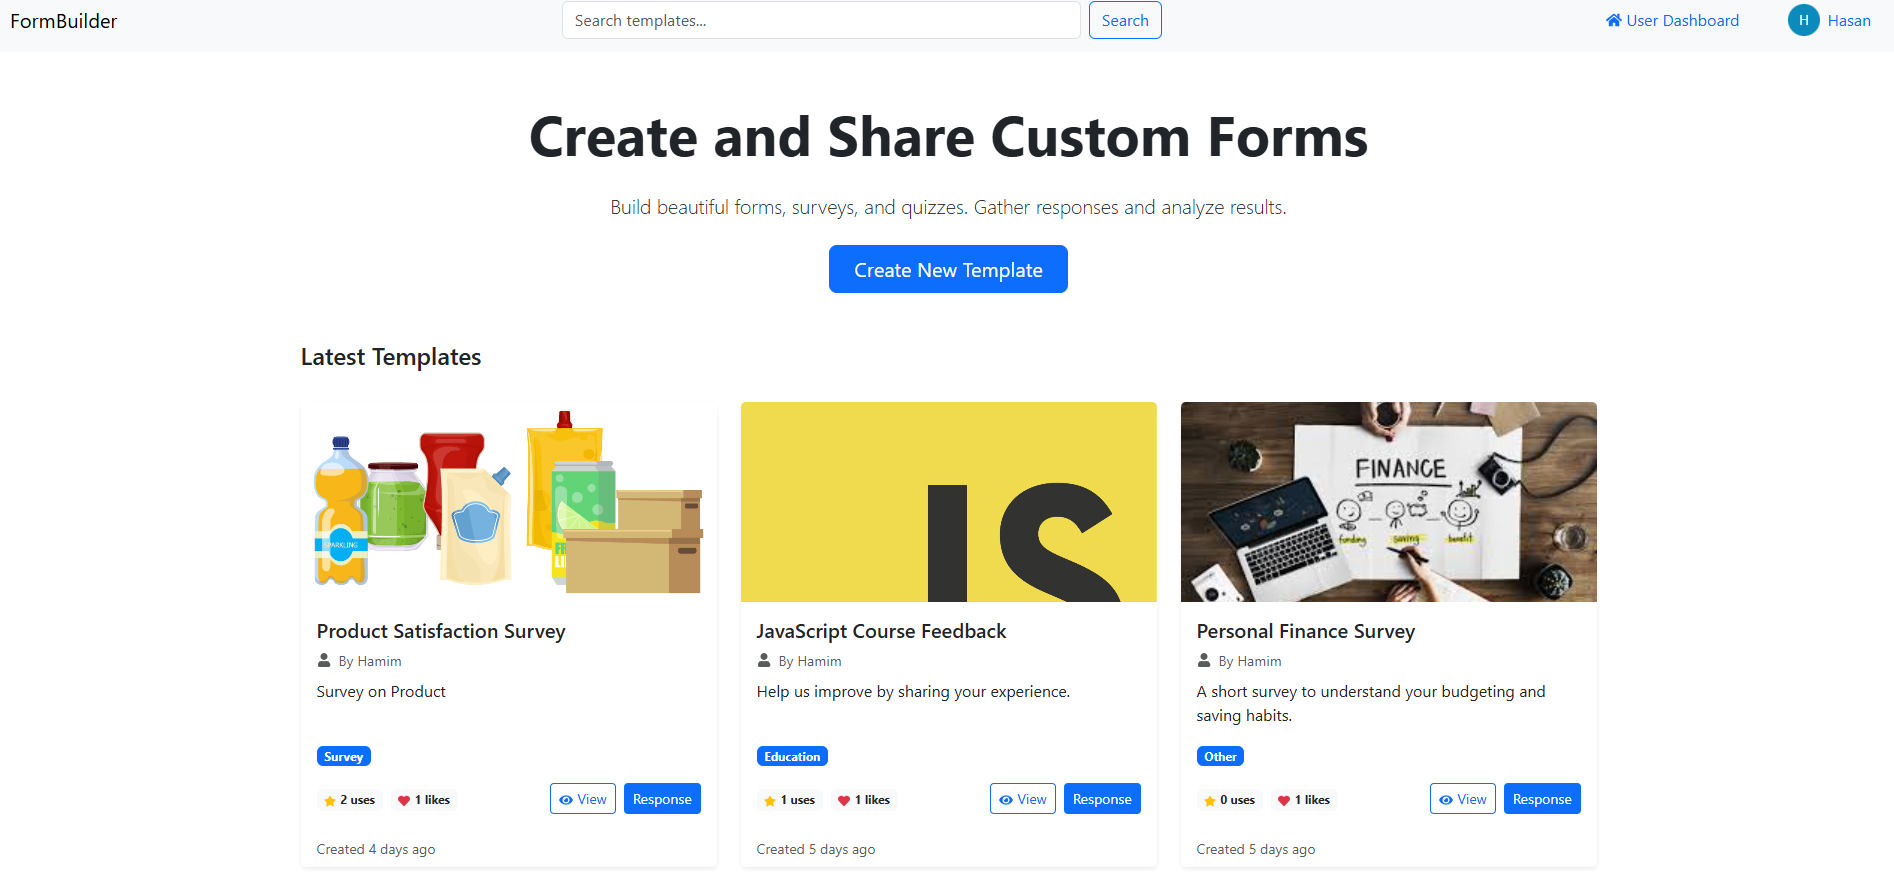 FormBuilder
Search templates...
Search
User Dashboard
H
Hasan
Create and Share Custom Forms
Build beautiful forms, surveys, and quizzes. Gather responses and analyze results.
Create New Template
Latest Templates
SPARKLING
Product Satisfaction Survey
By Hamim
Survey on Product
Survey
2 uses
1 likes
View
Response
Created 4 days ago
JS
JavaScript Course Feedback
By Hamim
Help us improve by sharing your experience.
Education
1 uses
1 likes
View
Response
Created 5 days ago
FINANCE
funding
saving
benefit
Personal Finance Survey
By Hamim
A short survey to understand your budgeting and
saving habits.
Other
0 uses
1 likes
View
Response
Created 5 days ago